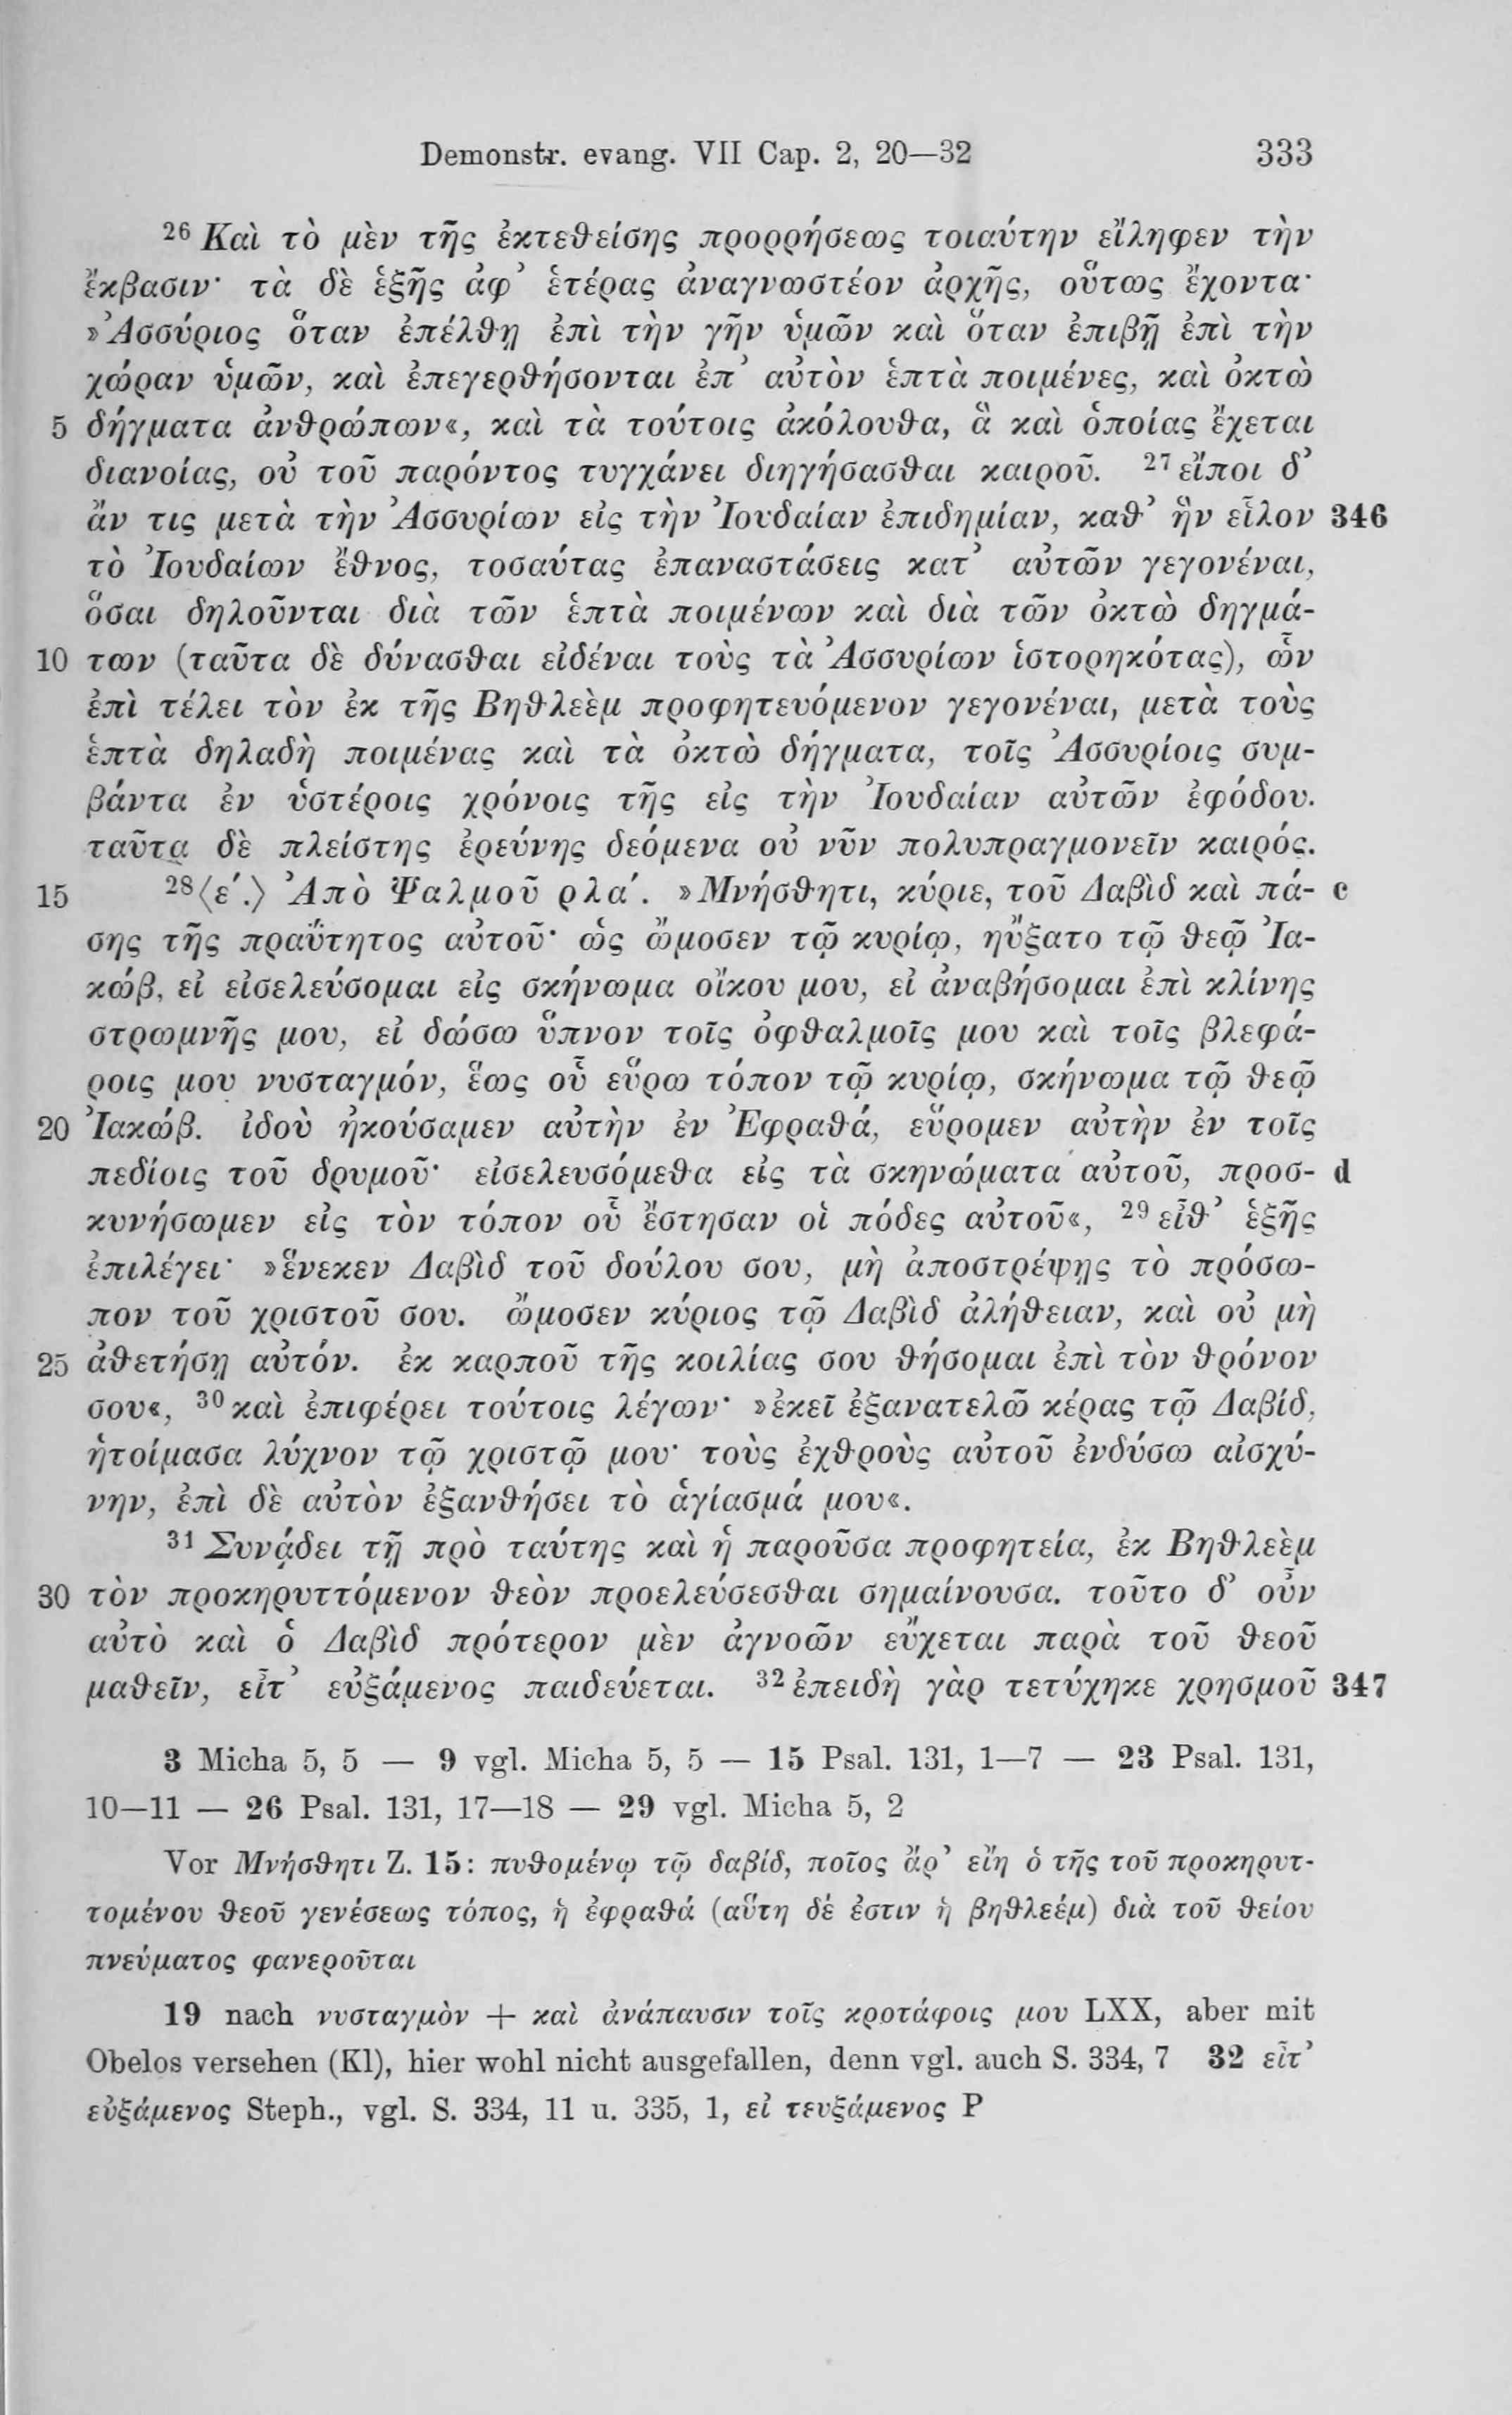 Demonstr. evang. VII Cap. 2, 20—32 333
²⁶ Καὶ τὸ μὲν τῆς ἐκτεθείσης προρρήσεως τοιαύτην εἴληφεν τὴν
ἔκβασιν· τὰ δὲ ἑξῆς ἀφ᾽ ἑτέρας ἀναγνωστέον ἀρχῆς, οὕτως ἔχοντα·
»Ἀσσύριος ὅταν ἐπέλθῃ ἐπὶ τὴν γῆν ὑμῶν καὶ ὅταν ἐπιβῇ ἐπὶ τὴν
χώραν ὑμῶν, καὶ ἐπεγερθήσονται ἐπ᾽ αὐτὸν ἑπτὰ ποιμένες, καὶ ὀκτὼ
5 δήγματα ἀνθρώπων«, καὶ τὰ τούτοις ἀκόλουθα, ἃ καὶ ὁποίας ἔχεται
διανοίας, οὐ τοῦ παρόντος τυγχάνει διηγήσασθαι καιροῦ. ²⁷ εἴποι δ᾽
ἄν τις μετὰ τὴν Ἀσσυρίων εἰς τὴν Ἰουδαίαν ἐπιδημίαν, καθ᾽ ἣν εἷλον 346
τὸ Ἰουδαίων ἔθνος, τοσαύτας ἐπαναστάσεις κατ᾽ αὐτῶν γεγονέναι,
ὅσαι δηλοῦνται διὰ τῶν ἑπτὰ ποιμένων καὶ διὰ τῶν ὀκτὼ δηγμά-
10 των (ταῦτα δὲ δύνασθαι εἰδέναι τοὺς τὰ Ἀσσυρίων ἱστορηκότας), ὧν
ἐπὶ τέλει τὸν ἐκ τῆς Βηθλεὲμ προφητευόμενον γεγονέναι, μετὰ τοὺς
ἑπτὰ δηλαδὴ ποιμένας καὶ τὰ ὀκτὼ δήγματα, τοῖς Ἀσσυρίοις συμ-
βάντα ἐν ὑστέροις χρόνοις τῆς εἰς τὴν Ἰουδαίαν αὐτῶν ἐφόδου.
ταῦτα δὲ πλείστης ἐρεύνης δεόμενα οὐ νῦν πολυπραγμονεῖν καιρός.
15 ²⁸ ⟨ε΄.⟩ Ἀπὸ Ψαλμοῦ ρλα΄. »Μνήσθητι, κύριε, τοῦ Δαβὶδ καὶ πά- c
σης τῆς πραΰτητος αὐτοῦ· ὡς ὤμοσεν τῷ κυρίῳ, ηὔξατο τῷ θεῷ Ἰα-
κώβ, εἰ εἰσελεύσομαι εἰς σκήνωμα οἴκου μου, εἰ ἀναβήσομαι ἐπὶ κλίνης
στρωμνῆς μου, εἰ δώσω ὕπνον τοῖς ὀφθαλμοῖς μου καὶ τοῖς βλεφά-
ροις μου νυσταγμόν, ἕως οὗ εὕρω τόπον τῷ κυρίῳ, σκήνωμα τῷ θεῷ
20 Ἰακώβ. ἰδοὺ ἠκούσαμεν αὐτὴν ἐν Ἐφραθά, εὕρομεν αὐτὴν ἐν τοῖς
πεδίοις τοῦ δρυμοῦ· εἰσελευσόμεθα εἰς τὰ σκηνώματα αὐτοῦ, προσ- d
κυνήσωμεν εἰς τὸν τόπον οὗ ἔστησαν οἱ πόδες αὐτοῦ«, ²⁹ εἶθ᾽ ἑξῆς
ἐπιλέγει· »ἕνεκεν Δαβὶδ τοῦ δούλου σου, μὴ ἀποστρέψῃς τὸ πρόσω-
πον τοῦ χριστοῦ σου. ὤμοσεν κύριος τῷ Δαβὶδ ἀλήθειαν, καὶ οὐ μὴ
25 ἀθετήσῃ αὐτόν. ἐκ καρποῦ τῆς κοιλίας σου θήσομαι ἐπὶ τὸν θρόνον
σου«, ³⁰ καὶ ἐπιφέρει τούτοις λέγων· »ἐκεῖ ἐξανατελῶ κέρας τῷ Δαβίδ,
ἡτοίμασα λύχνον τῷ χριστῷ μου· τοὺς ἐχθροὺς αὐτοῦ ἐνδύσω αἰσχύ-
νην, ἐπὶ δὲ αὐτὸν ἐξανθήσει τὸ ἁγίασμά μου«.
³¹ Συνᾴδει τῇ πρὸ ταύτης καὶ ἡ παροῦσα προφητεία, ἐκ Βηθλεὲμ
30 τὸν προκηρυττόμενον θεὸν προελεύσεσθαι σημαίνουσα. τοῦτο δ᾽ οὖν
αὐτὸ καὶ ὁ Δαβὶδ πρότερον μὲν ἀγνοῶν εὔχεται παρὰ τοῦ θεοῦ
μαθεῖν, εἶτ᾽ εὐξάμενος παιδεύεται. ³² ἐπειδὴ γὰρ τετύχηκε χρησμοῦ 347
3 Micha 5, 5 — 9 vgl. Micha 5, 5 — 15 Psal. 131, 1—7 — 23 Psal. 131,
10—11 — 26 Psal. 131, 17—18 — 29 vgl. Micha 5, 2
Vor Μνήσθητι Z. 15: πυθομένῳ τῷ δαβίδ, ποῖος ἄρ᾽ εἴη ὁ τῆς τοῦ προκηρυτ-
τομένου θεοῦ γενέσεως τόπος, ἡ ἐφραθά (αὕτη δέ ἐστιν ἡ βηθλεέμ) διὰ τοῦ θείου
πνεύματος φανεροῦται
19 nach νυσταγμὸν + καὶ ἀνάπαυσιν τοῖς κροτάφοις μου LXX, aber mit
Obelos versehen (Kl), hier wohl nicht ausgefallen, denn vgl. auch S. 334, 7 32 εἶτ᾽
εὐξάμενος Steph., vgl. S. 334, 11 u. 335, 1, εἰ τευξάμενος P